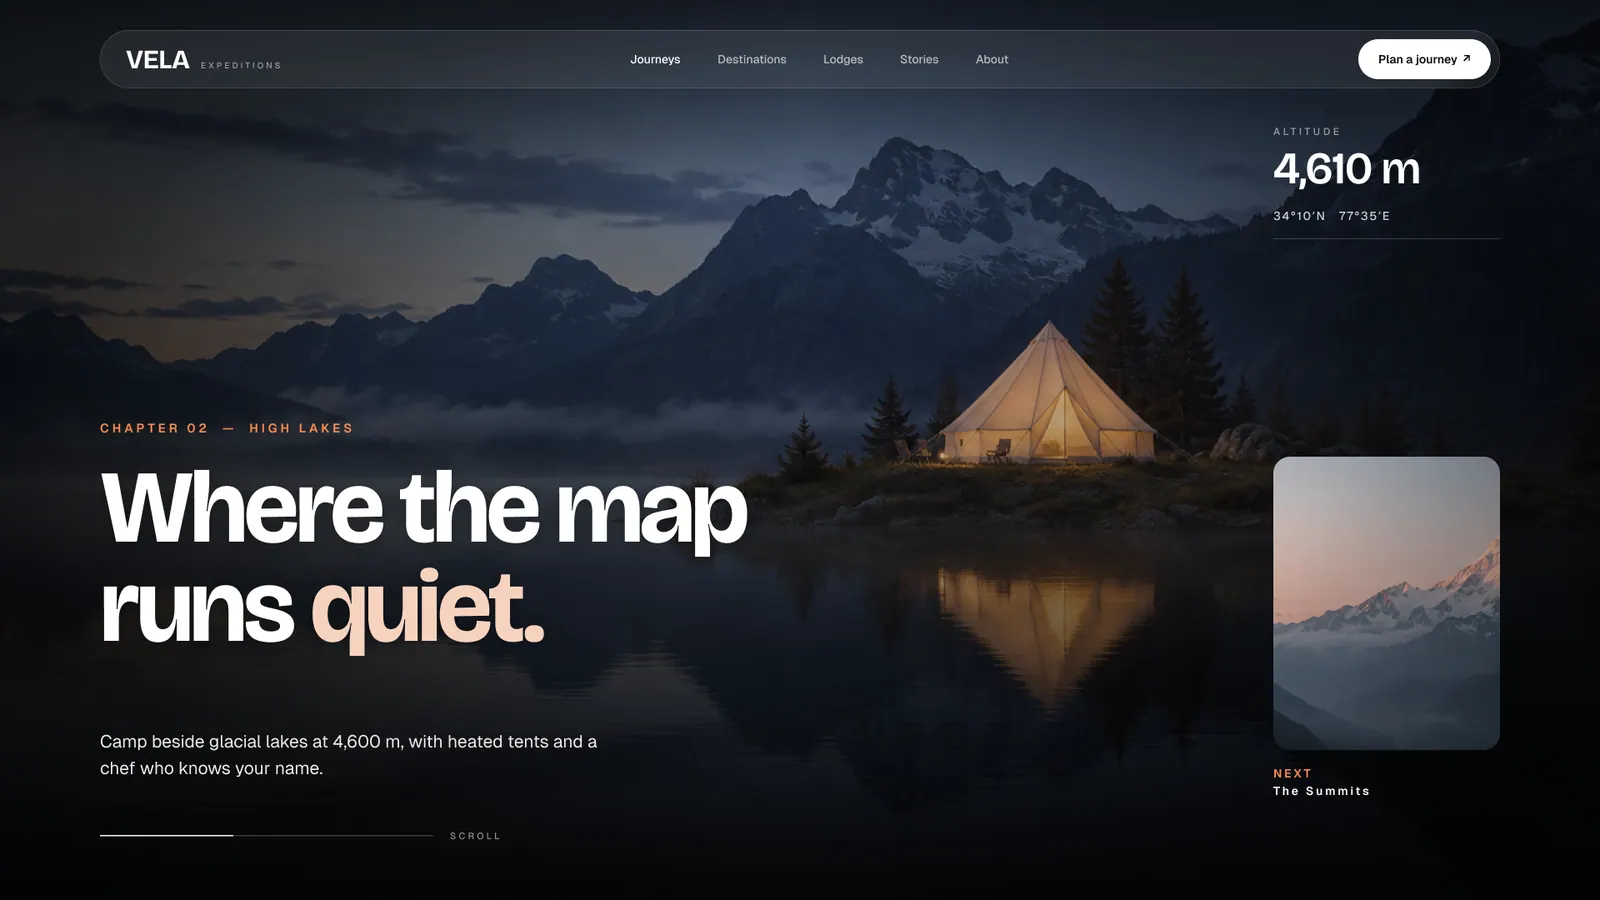 VELA EXPEDITIONS
Journeys
Destinations
Lodges
Stories
About
Plan a journey ↗
ALTITUDE
4,610 m
34°10′N 77°35′E
CHAPTER 02 — HIGH LAKES
Where the map
runs quiet.
Camp beside glacial lakes at 4,600 m, with heated tents and a
chef who knows your name.
SCROLL
NEXT
The Summits